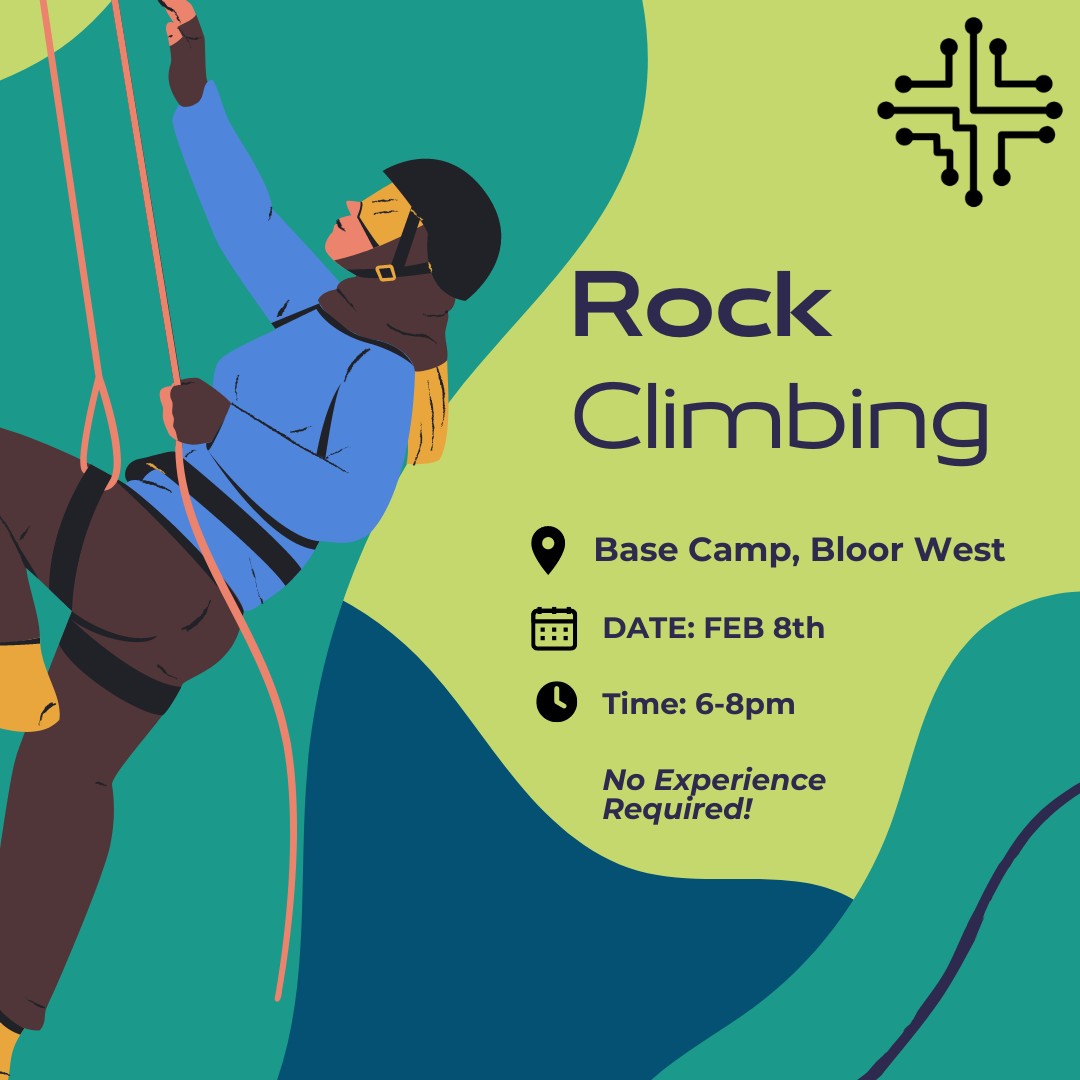 Rock
Climbing
Base Camp, Bloor West
DATE: FEB 8th
Time: 6-8pm
No Experience
Required!